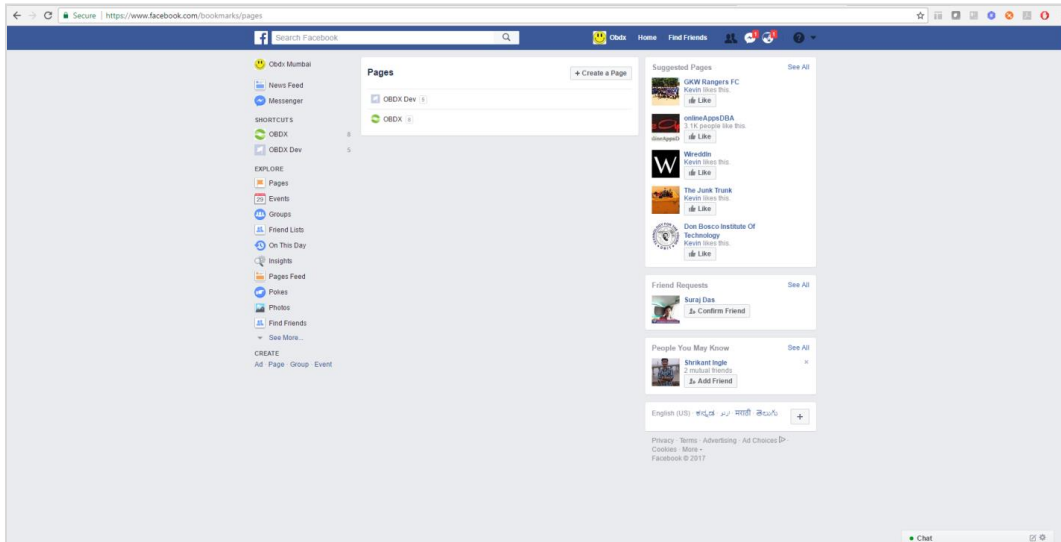 Secure | https://www.facebook.com/bookmarks/pages
Search Facebook
Obdx Home Find Friends
1 1
Obdx Mumbai
News Feed
Messenger
SHORTCUTS
OBDX 8
OBDX Dev 5
EXPLORE
Pages
29 Events
Groups
Friend Lists
On This Day
Insights
Pages Feed
Pokes
Photos
Find Friends
See More...
CREATE
Ad · Page · Group · Event
Pages
+ Create a Page
OBDX Dev
OBDX
Suggested Pages See All
GKW Rangers FC
Kevin likes this.
Like
onlineAppsDBA
3.1K people like this
Like
Wireddin
Kevin likes this.
Like
The Junk Trunk
Kevin likes this.
Like
Don Bosco Institute Of
Technology
Kevin likes this.
Like
Friend Requests See All
Suraj Das
Confirm Friend
People You May Know See All
Shrikant Ingle
2 mutual friends
Add Friend
English (US) · ಕನ್ನಡ · اردو · मराठी · తెలుగు
+
Privacy · Terms · Advertising · Ad Choices ·
Cookies · More
Facebook © 2017
Chat